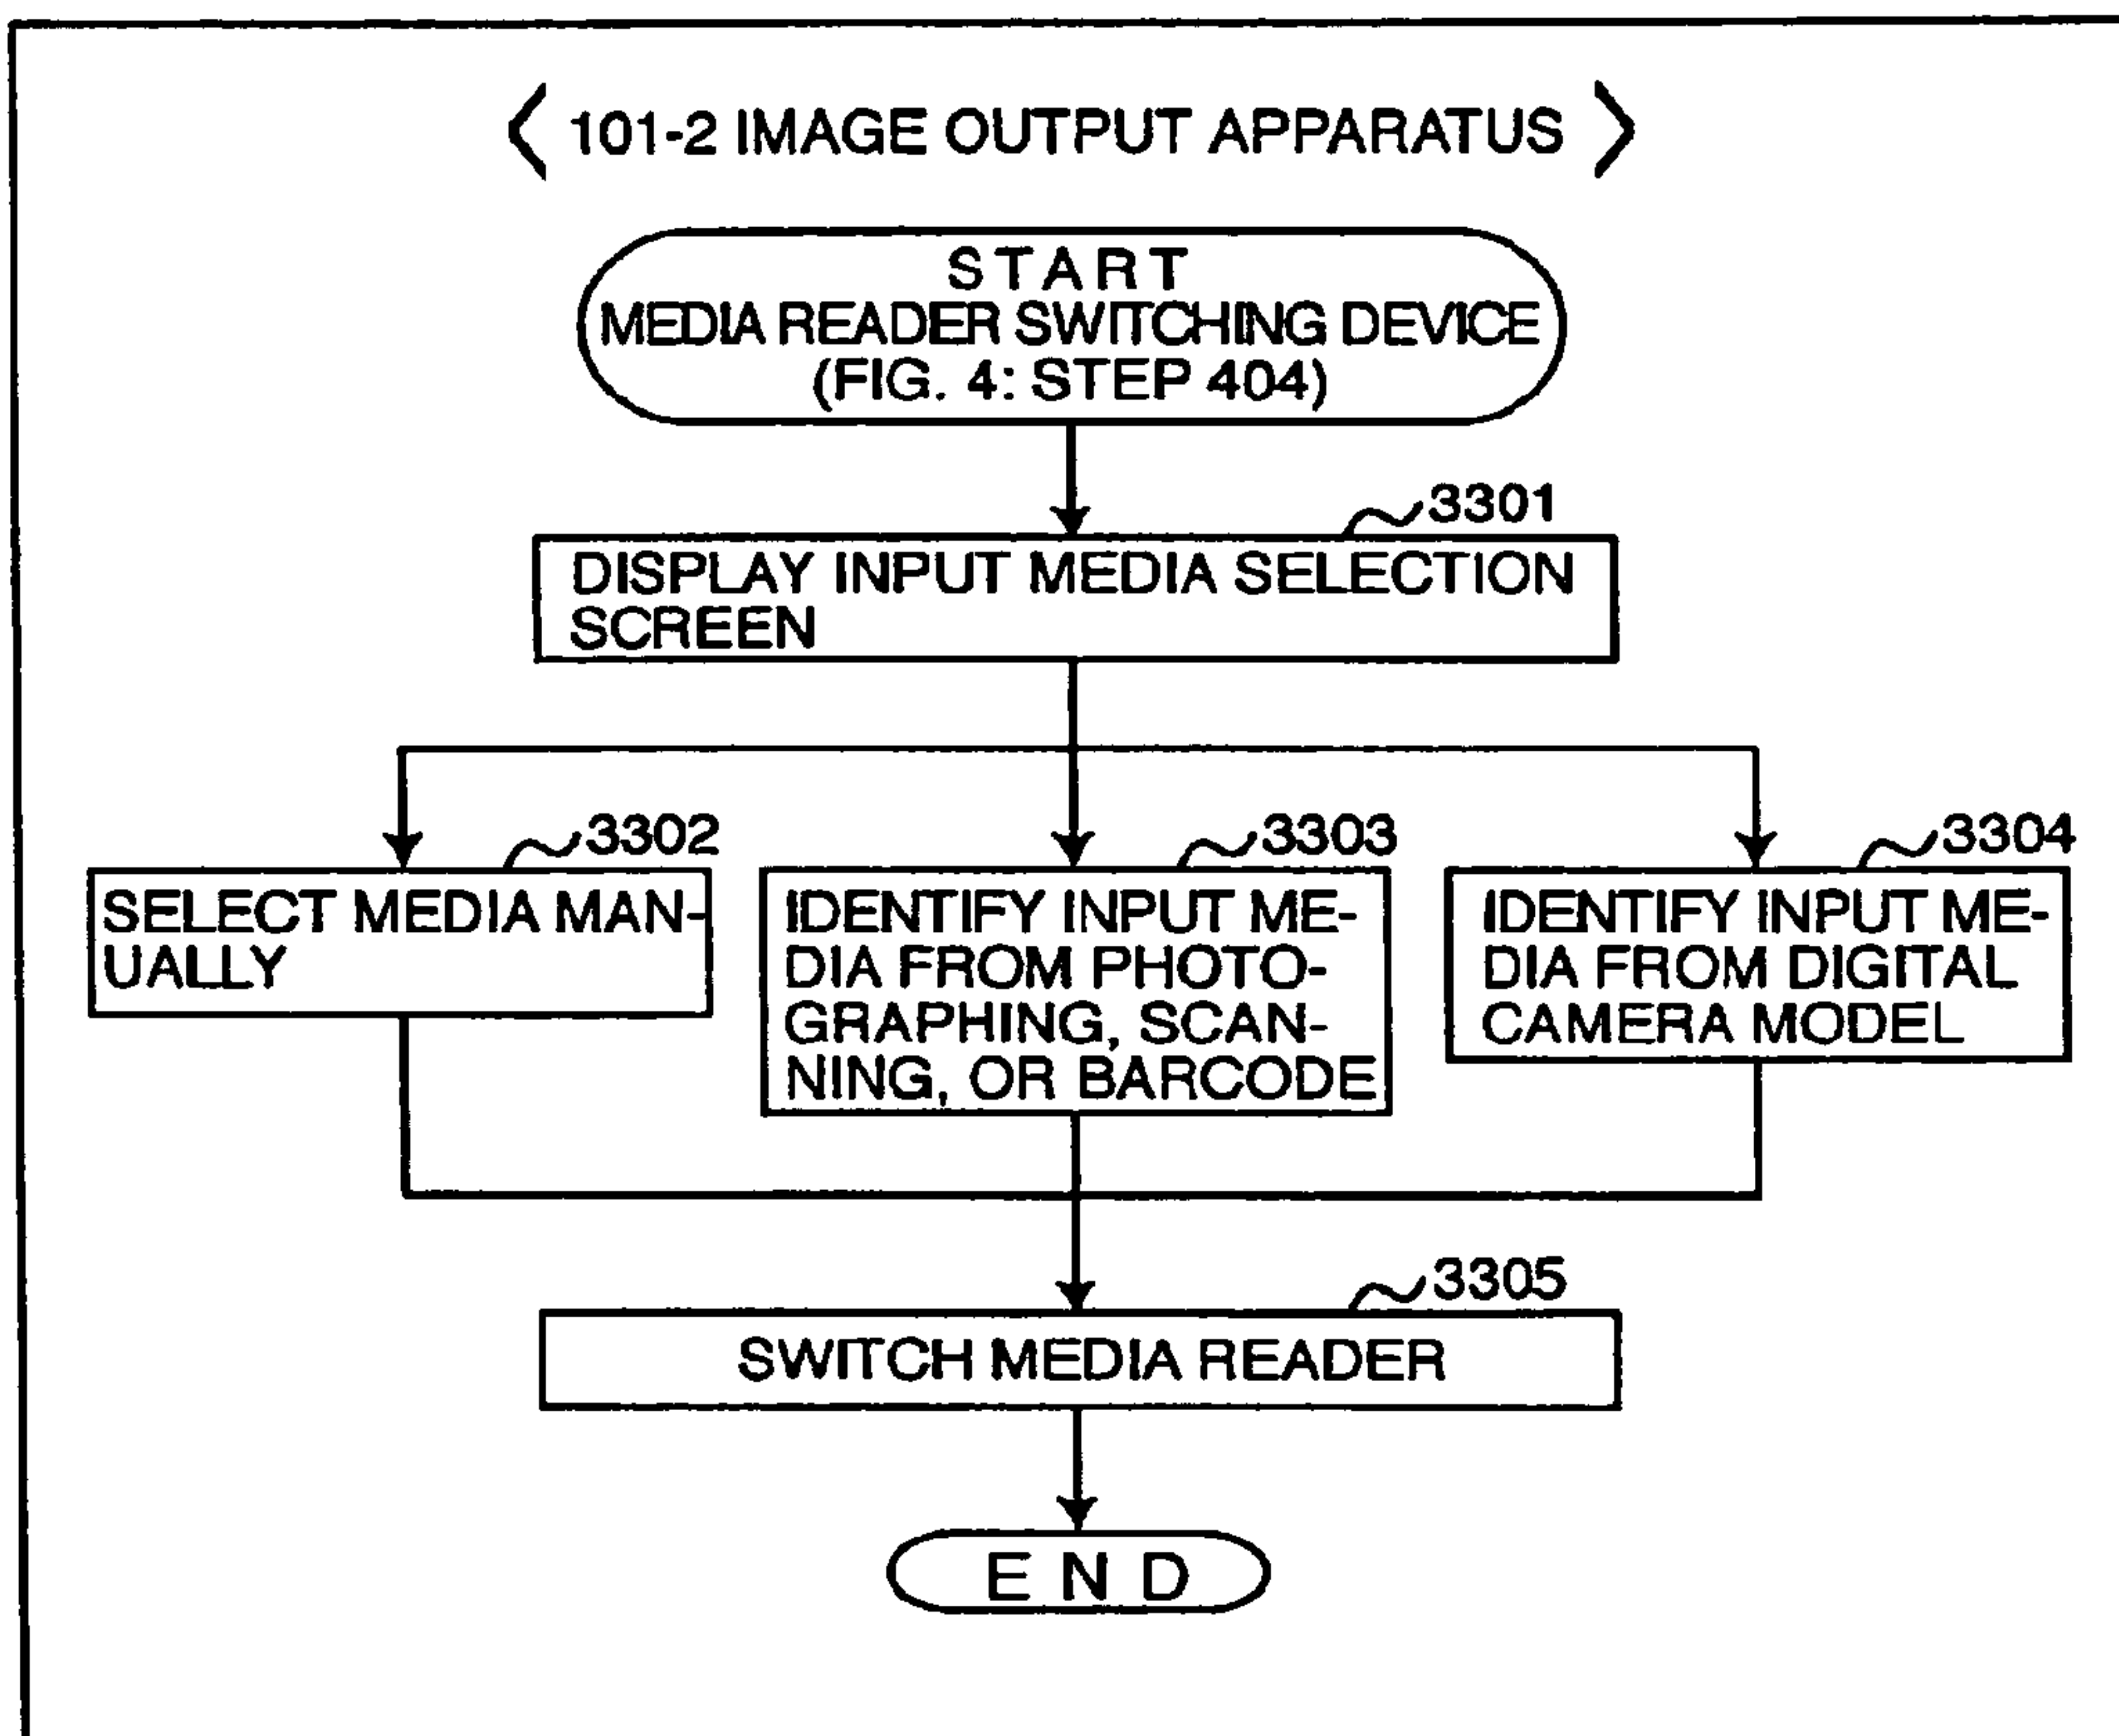 101-2 IMAGE OUTPUT APPARATUS
START
MEDIA READER SWITCHING DEVICE
(FIG. 4: STEP 404)
3301
DISPLAY INPUT MEDIA SELECTION
SCREEN
3302
SELECT MEDIA MAN-
UALLY
3303
IDENTIFY INPUT ME-
DIA FROM PHOTO-
GRAPHING, SCAN-
NING, OR BARCODE
3304
IDENTIFY INPUT ME-
DIA FROM DIGITAL
CAMERA MODEL
3305
SWITCH MEDIA READER
END